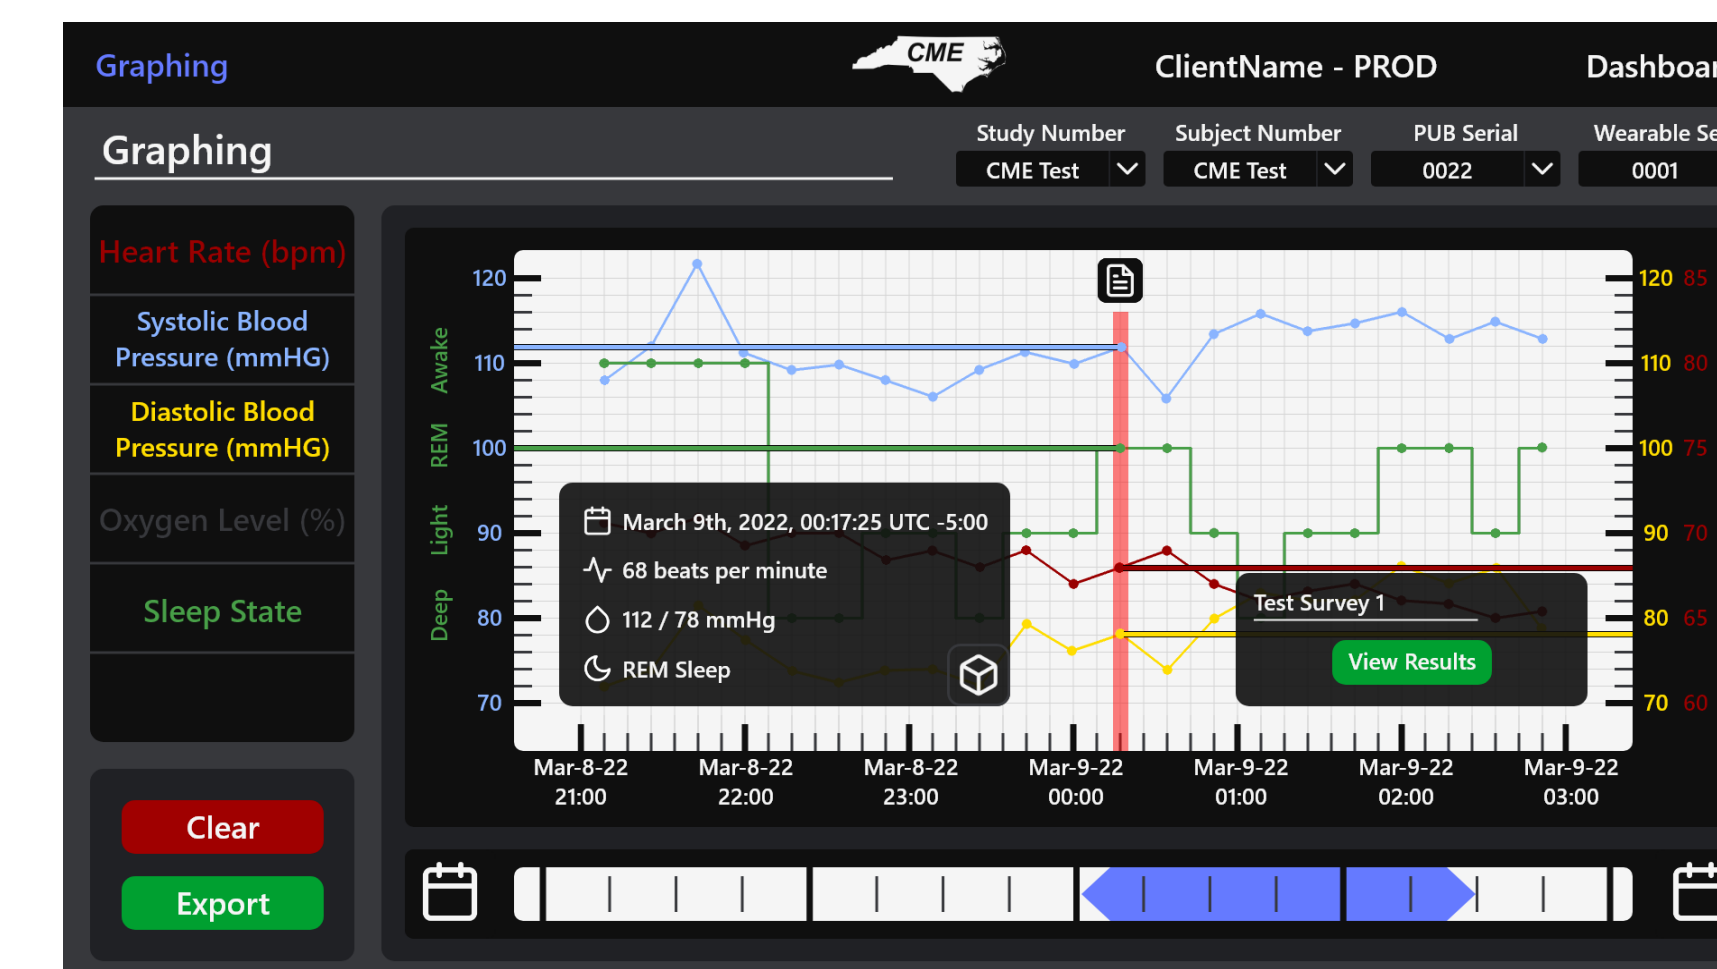 Graphing
CME
ClientName - PROD
Dashboar
Graphing
Study Number
Subject Number
PUB Serial
Wearable Se
CME Test
CME Test
0022
0001
Heart Rate (bpm)
Systolic Blood
Pressure (mmHG)
Diastolic Blood
Pressure (mmHG)
Oxygen Level (%)
Sleep State
Clear
Export
Awake
REM
Light
Deep
120
110
100
90
80
70
120 85
110 80
100 75
90 70
80 65
70 60
March 9th, 2022, 00:17:25 UTC -5:00
68 beats per minute
112 / 78 mmHg
REM Sleep
Test Survey 1
View Results
Mar-8-22
21:00
Mar-8-22
22:00
Mar-8-22
23:00
Mar-9-22
00:00
Mar-9-22
01:00
Mar-9-22
02:00
Mar-9-22
03:00